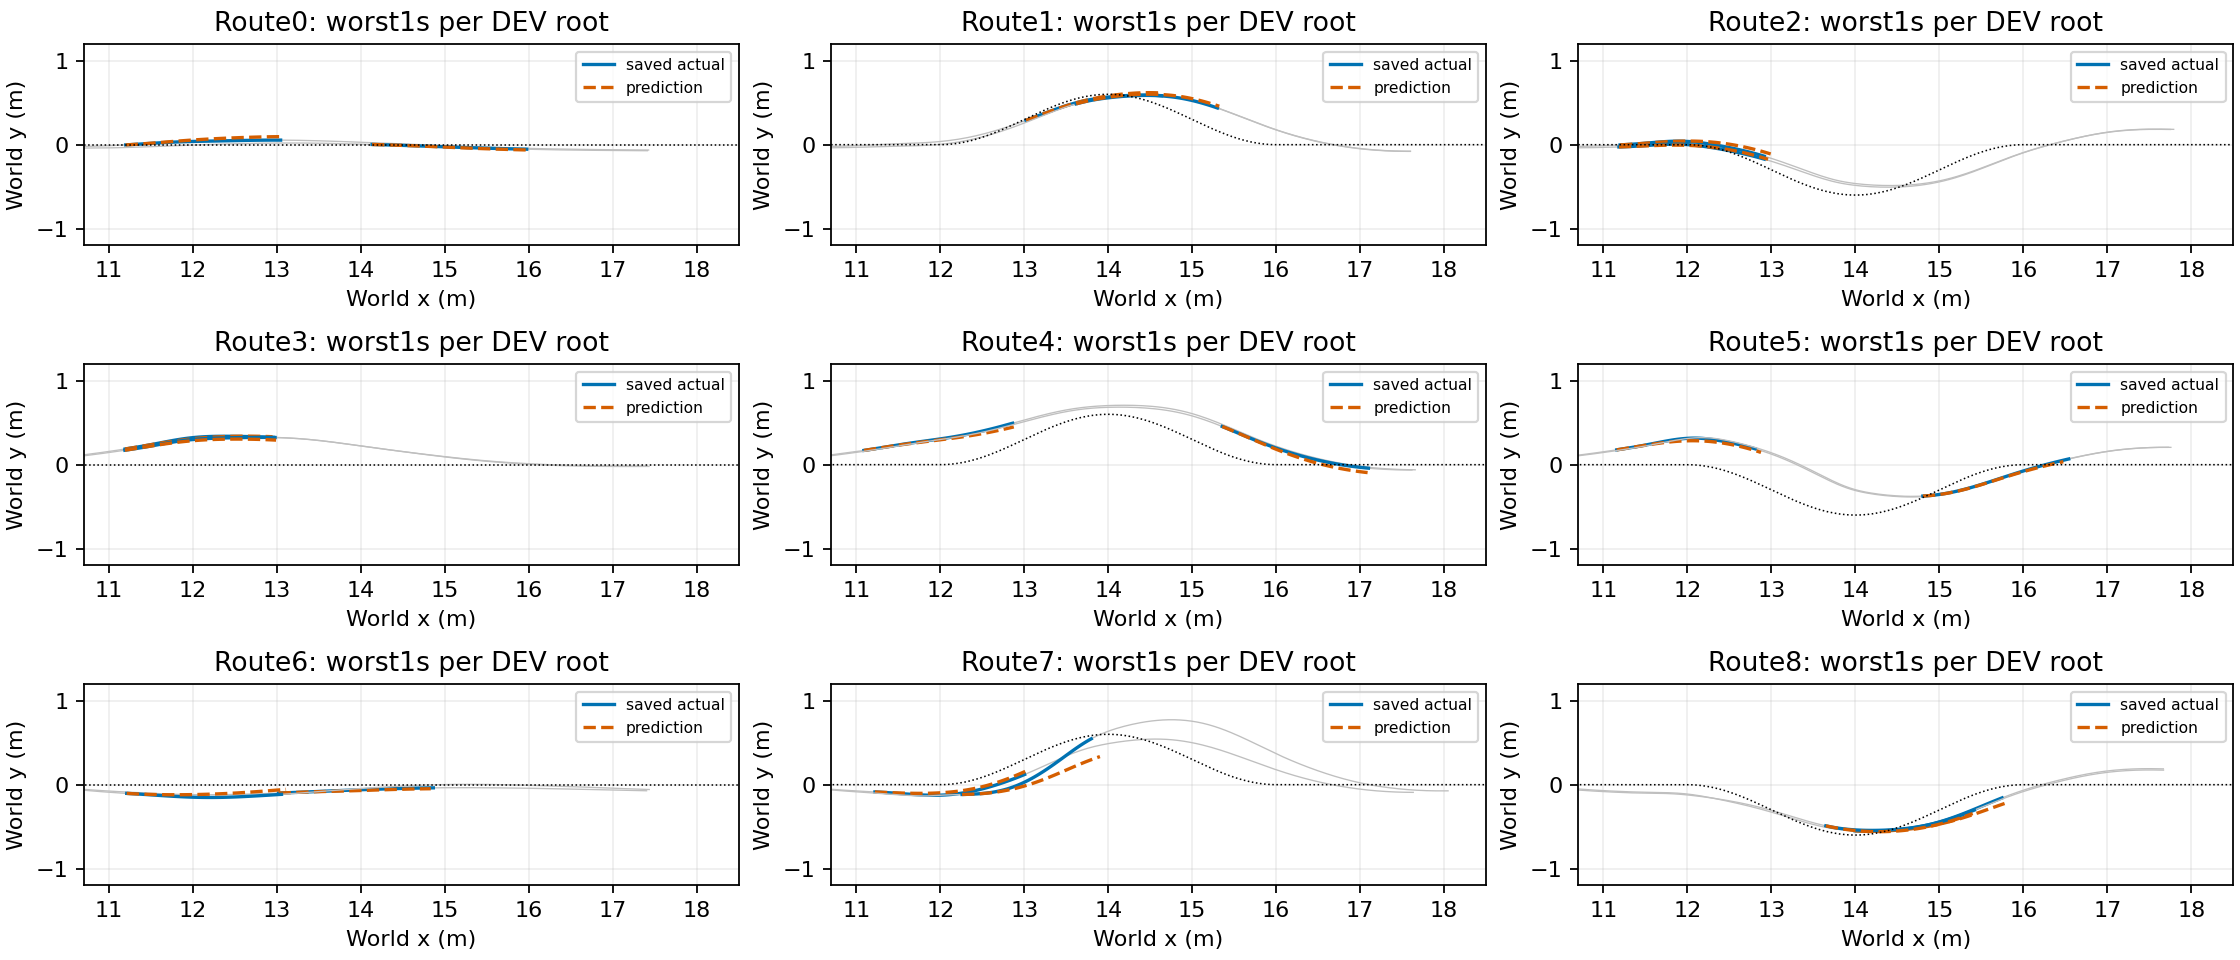 Route0: worst1s per DEV root
World y (m)
1
0
−1
saved actual
prediction
11 12 13 14 15 16 17 18
World x (m)
Route1: worst1s per DEV root
World y (m)
1
0
−1
saved actual
prediction
11 12 13 14 15 16 17 18
World x (m)
Route2: worst1s per DEV root
World y (m)
1
0
−1
saved actual
prediction
11 12 13 14 15 16 17 18
World x (m)
Route3: worst1s per DEV root
World y (m)
1
0
−1
saved actual
prediction
11 12 13 14 15 16 17 18
World x (m)
Route4: worst1s per DEV root
World y (m)
1
0
−1
saved actual
prediction
11 12 13 14 15 16 17 18
World x (m)
Route5: worst1s per DEV root
World y (m)
1
0
−1
saved actual
prediction
11 12 13 14 15 16 17 18
World x (m)
Route6: worst1s per DEV root
World y (m)
1
0
−1
saved actual
prediction
11 12 13 14 15 16 17 18
World x (m)
Route7: worst1s per DEV root
World y (m)
1
0
−1
saved actual
prediction
11 12 13 14 15 16 17 18
World x (m)
Route8: worst1s per DEV root
World y (m)
1
0
−1
saved actual
prediction
11 12 13 14 15 16 17 18
World x (m)